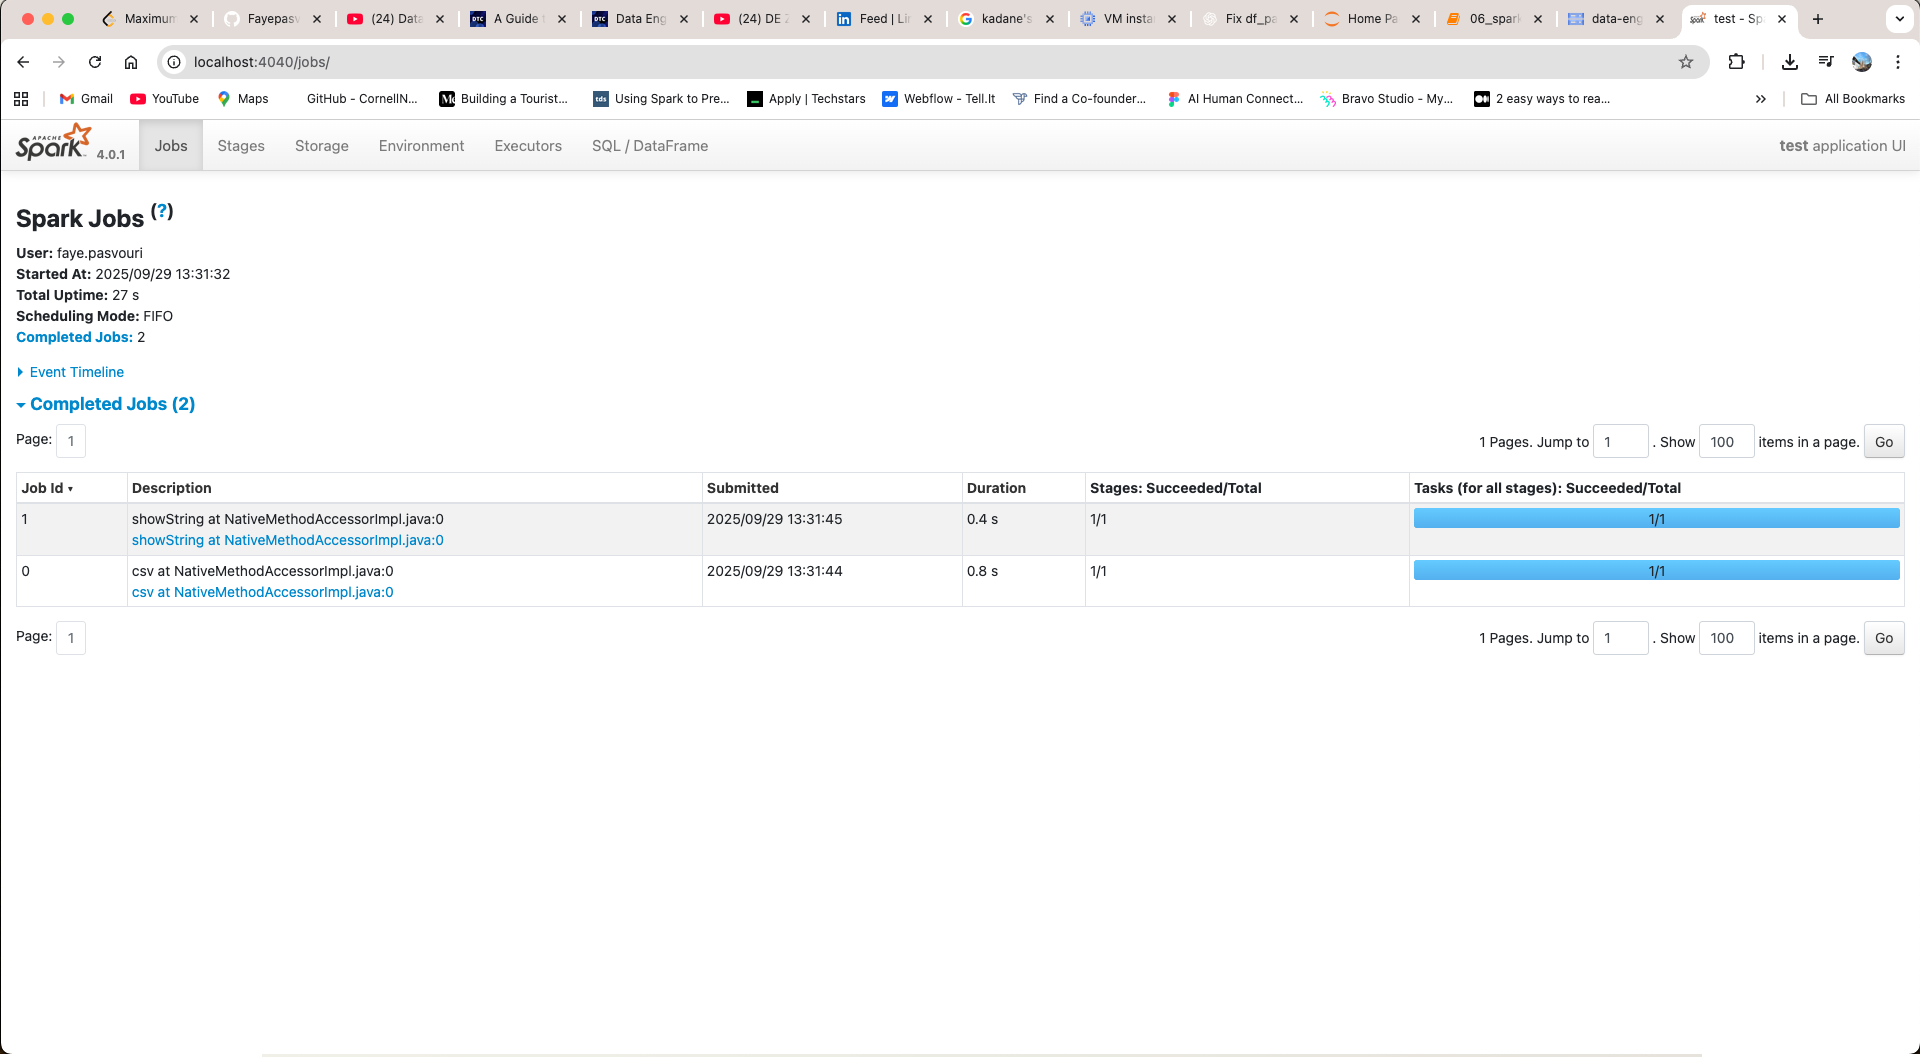 Maximum
Fayepasv
(24) Data
A Guide
Data Eng
(24) DE Z
Feed | Lin
kadane's
VM insta
Fix df_pa
Home Pa
06_spark
data-eng
test - Sp
localhost:4040/jobs/
Gmail
YouTube
Maps
GitHub - CornellN...
Building a Tourist...
Using Spark to Pre...
Apply | Techstars
Webflow - Tell.It
Find a Co-founder...
AI Human Connect...
Bravo Studio - My...
2 easy ways to rea...
All Bookmarks
APACHE Spark 4.0.1
Jobs
Stages
Storage
Environment
Executors
SQL / DataFrame
test application UI
Spark Jobs (?)
User: faye.pasvouri
Started At: 2025/09/29 13:31:32
Total Uptime: 27 s
Scheduling Mode: FIFO
Completed Jobs: 2
Event Timeline
Completed Jobs (2)
Page: 1
1 Pages. Jump to 1 . Show 100 items in a page. Go
Job Id ▾ Description Submitted Duration Stages: Succeeded/Total Tasks (for all stages): Succeeded/Total
1 showString at NativeMethodAccessorImpl.java:0 2025/09/29 13:31:45 0.4 s 1/1 1/1
showString at NativeMethodAccessorImpl.java:0
0 csv at NativeMethodAccessorImpl.java:0 2025/09/29 13:31:44 0.8 s 1/1 1/1
csv at NativeMethodAccessorImpl.java:0
Page: 1
1 Pages. Jump to 1 . Show 100 items in a page. Go